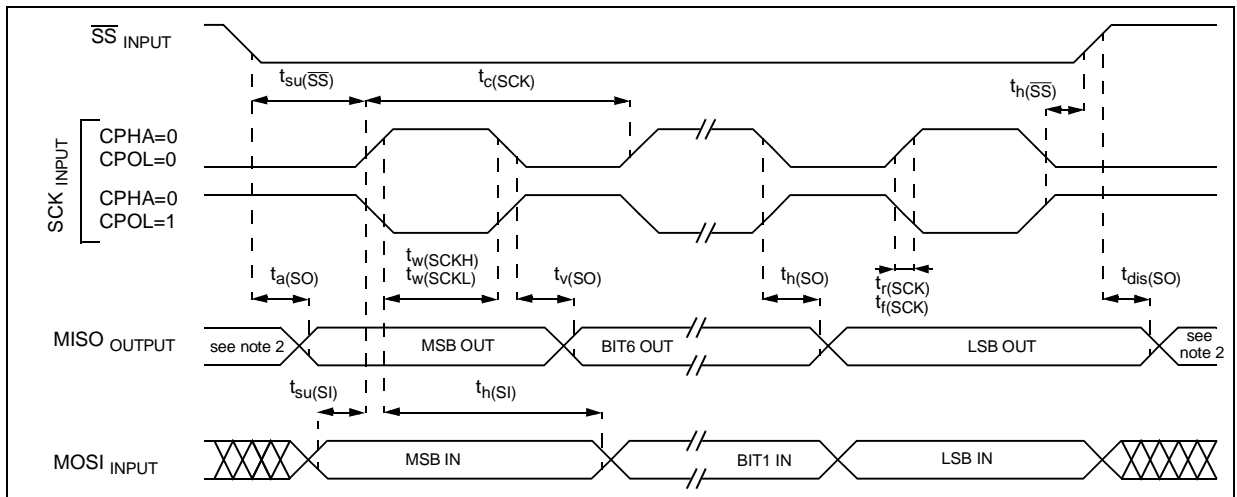 SS INPUT
tsu(SS)
tc(SCK)
th(SS)
SCK INPUT
CPHA=0
CPOL=0
CPHA=0
CPOL=1
ta(SO)
tw(SCKH)
tw(SCKL)
tv(SO)
th(SO)
tr(SCK)
tf(SCK)
tdis(SO)
MISO OUTPUT
see note 2
MSB OUT
BIT6 OUT
LSB OUT
see
note 2
tsu(SI)
th(SI)
MOSI INPUT
MSB IN
BIT1 IN
LSB IN